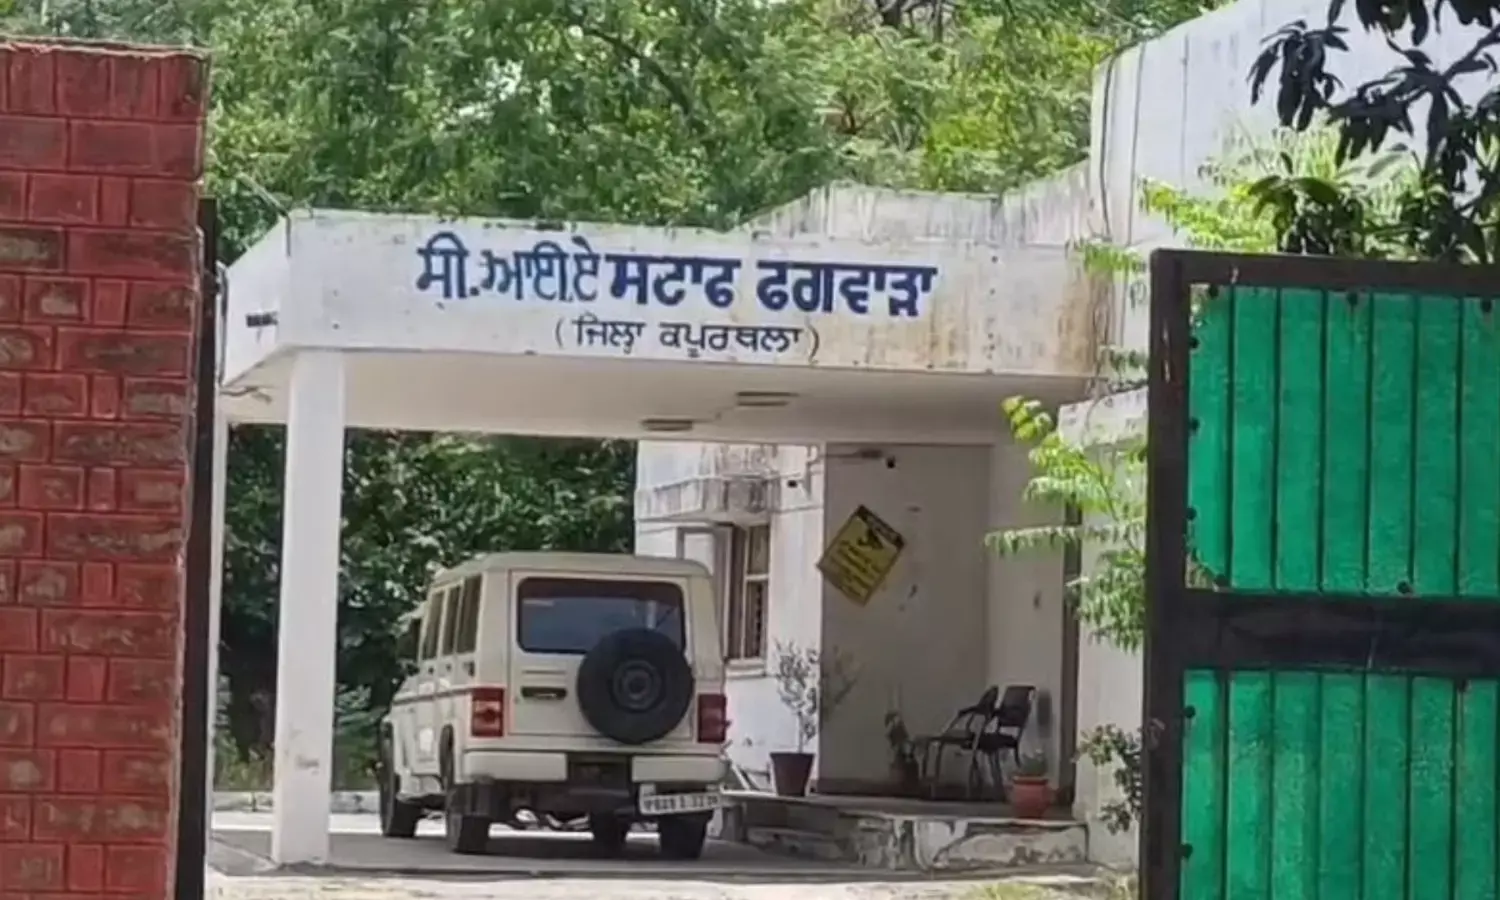 ਸੀ.ਆਈ.ਏ ਸਟਾਫ ਫਗਵਾੜਾ
(ਜਿਲ੍ਹਾ ਕਪੂਰਥਲਾ)